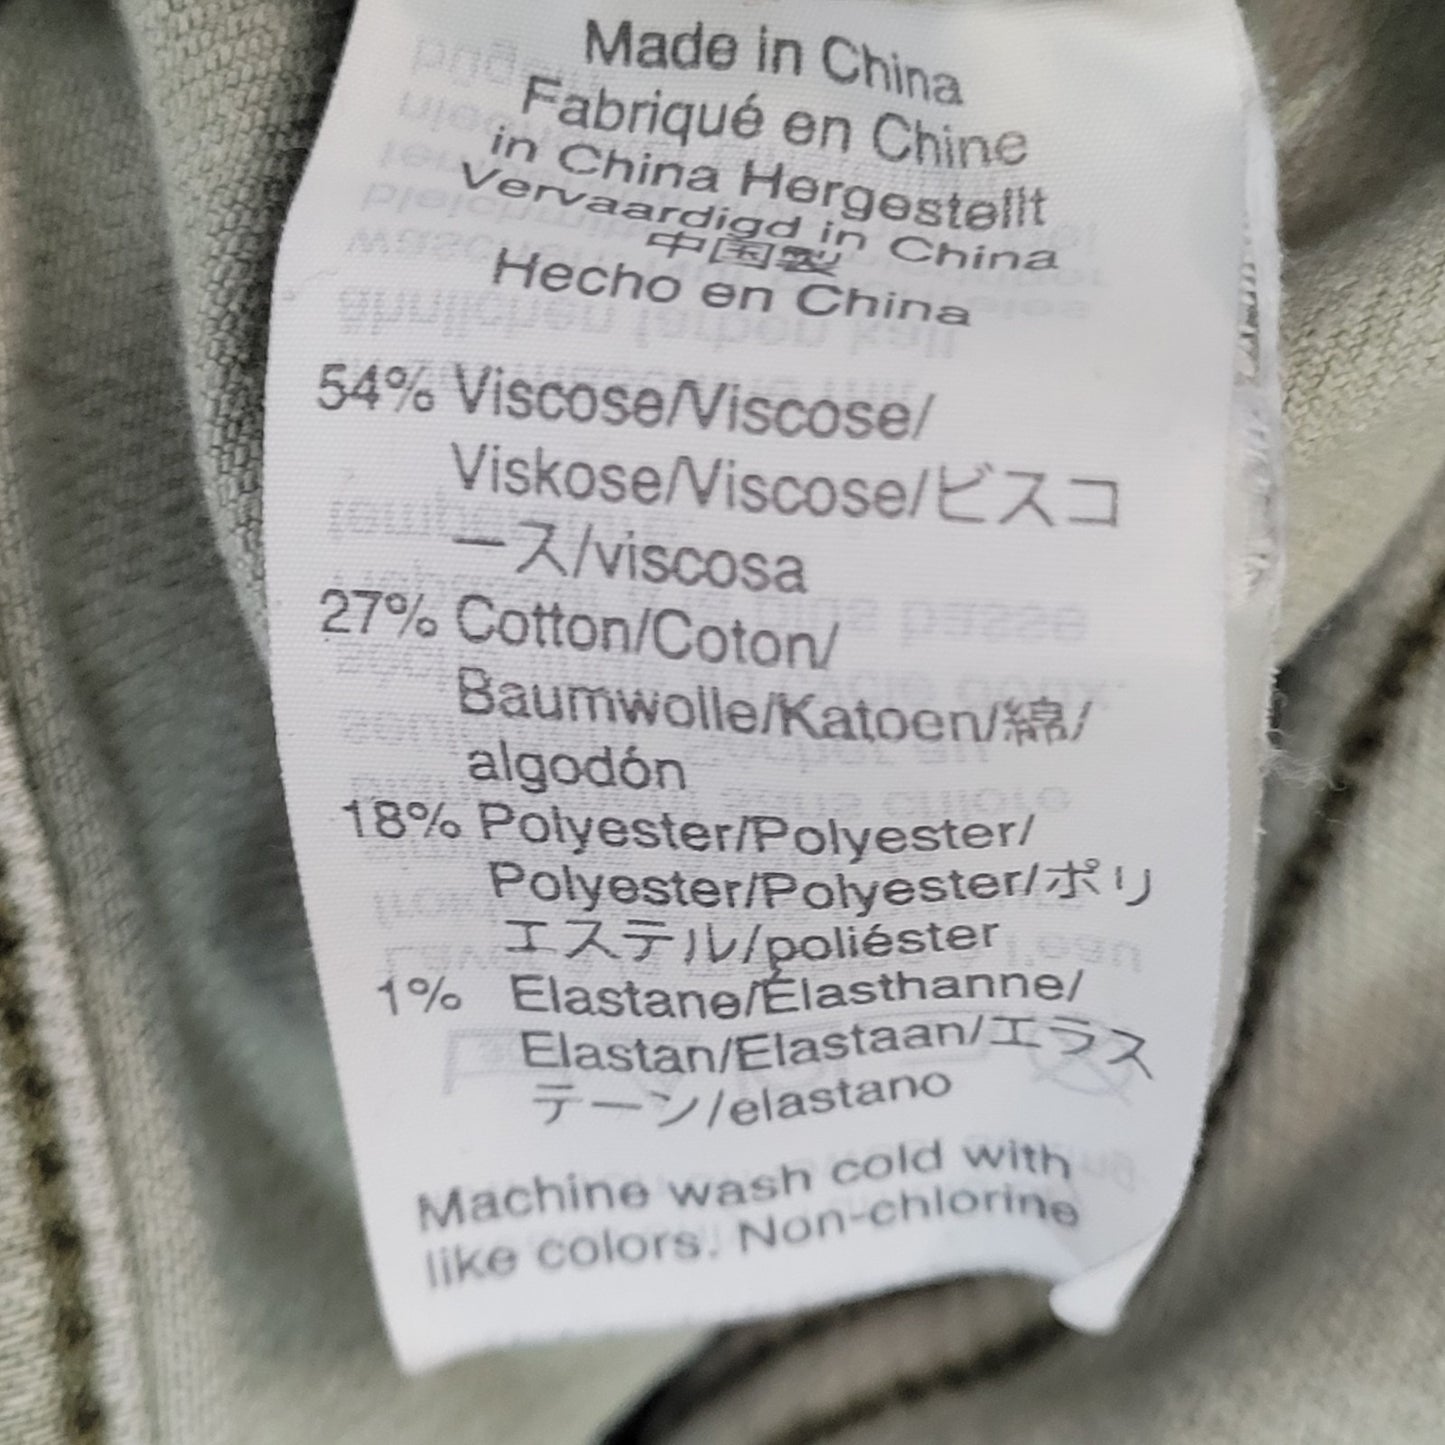 Made in China
Fabriqué en Chine
in China Hergestellt
Vervaardigd in China
中国製
Hecho en China
54% Viscose/Viscose/
Viskose/Viscose/ビスコ
ース/viscosa
27% Cotton/Coton/
Baumwolle/Katoen/綿/
algodón
18% Polyester/Polyester/
Polyester/Polyester/ポリ
エステル/poliéster
1% Elastane/Élasthanne/
Elastan/Elastaan/エラス
テーン/elastano
Machine wash cold with
like colors. Non-chlorine